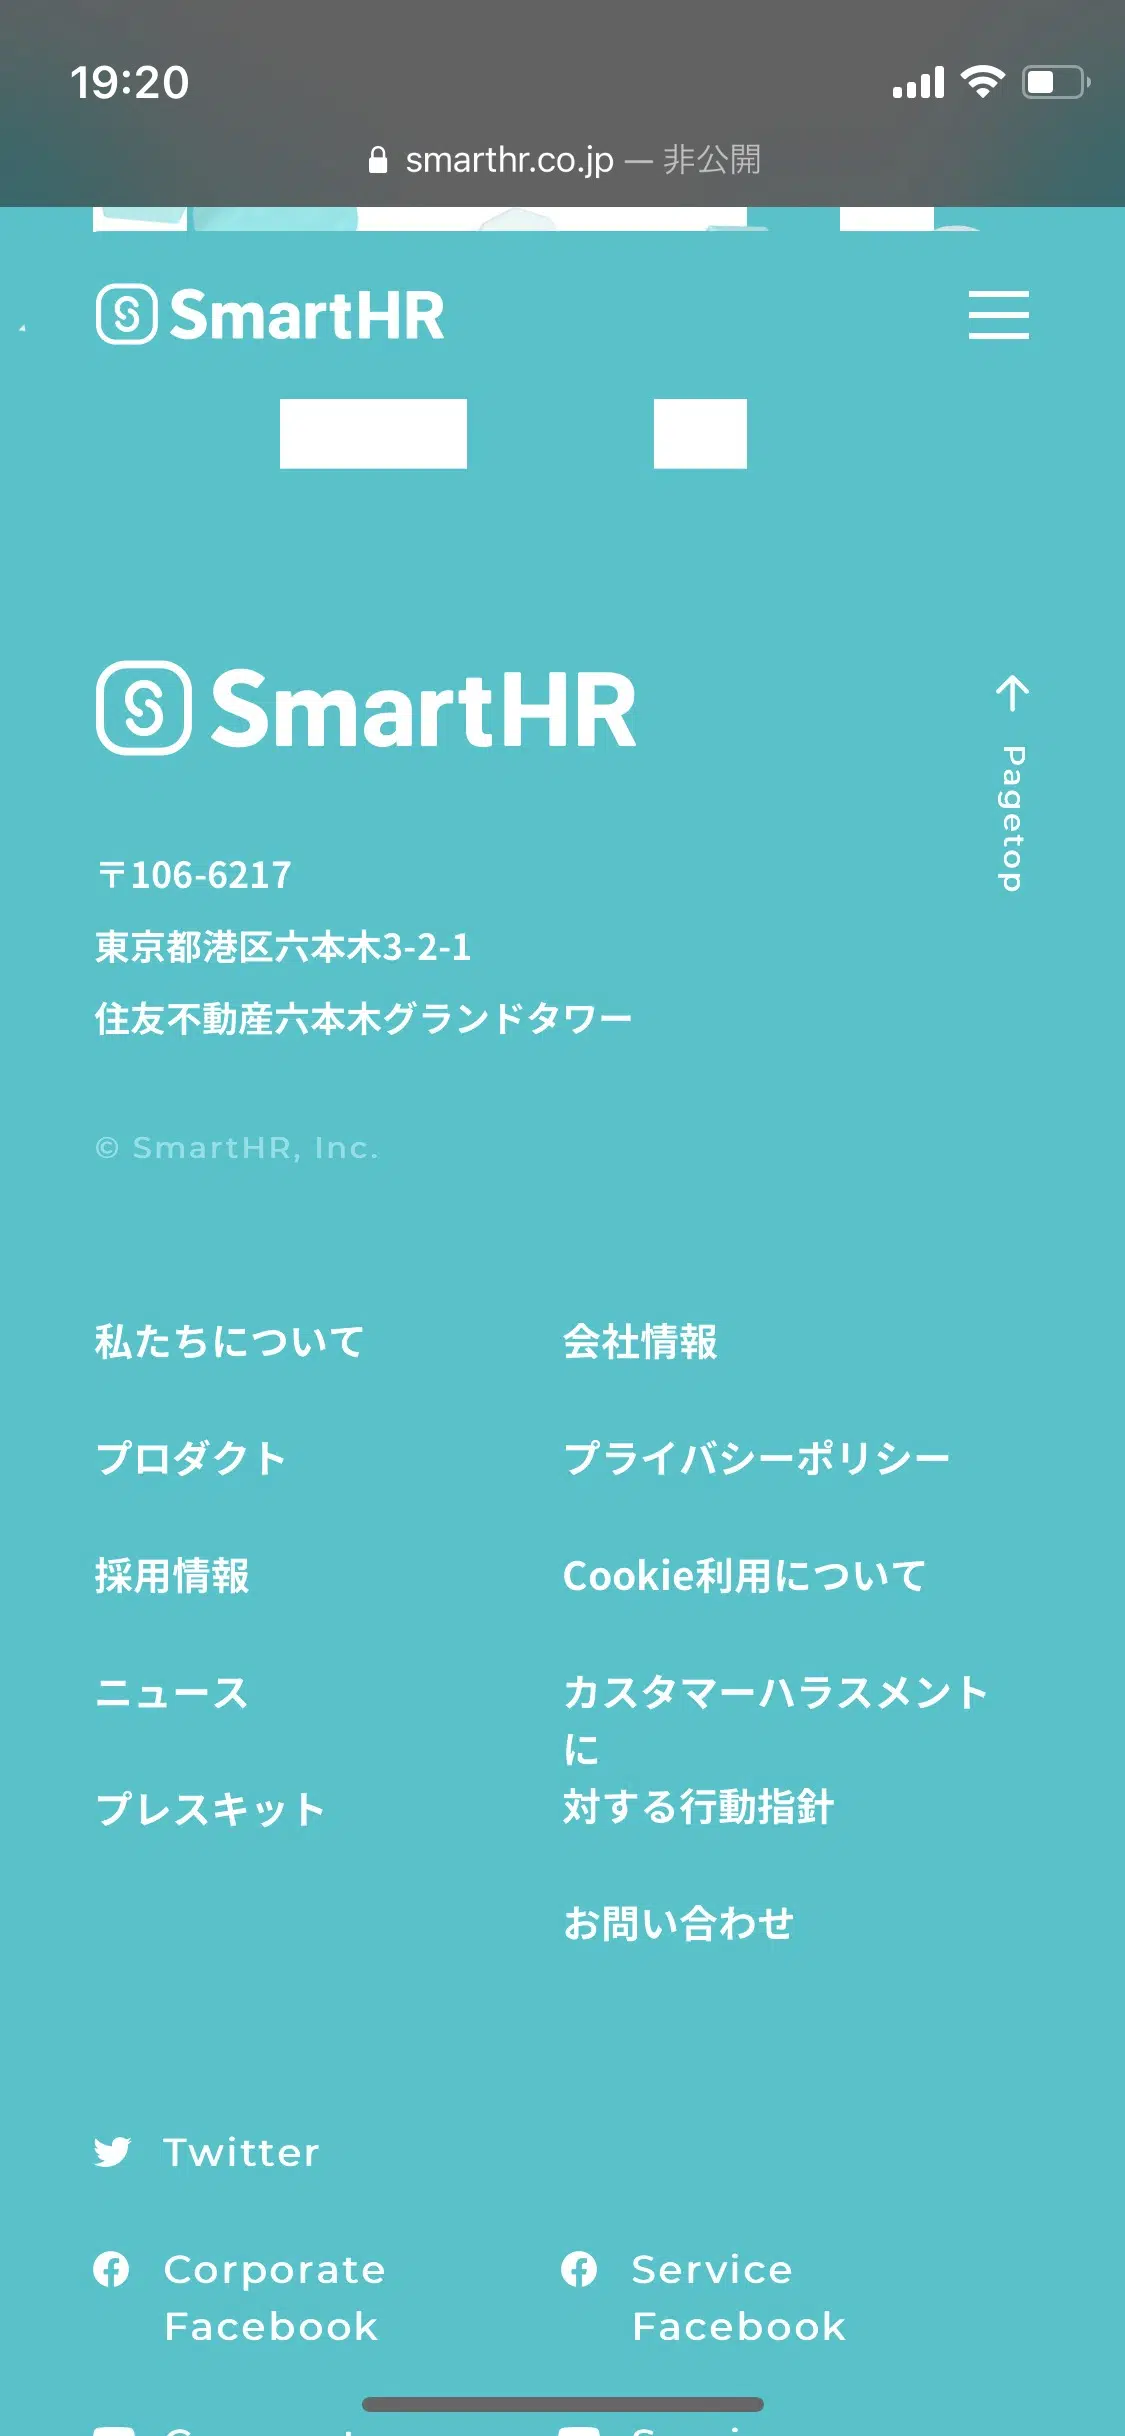 19:20
smarthr.co.jp — 非公開
SmartHR
SmartHR
Pagetop
〒106-6217
東京都港区六本木3-2-1
住友不動産六本木グランドタワー
© SmartHR, Inc.
私たちについて
会社情報
プロダクト
プライバシーポリシー
採用情報
Cookie利用について
ニュース
カスタマーハラスメント
に
対する行動指針
プレスキット
お問い合わせ
Twitter
Corporate
Facebook
Service
Facebook